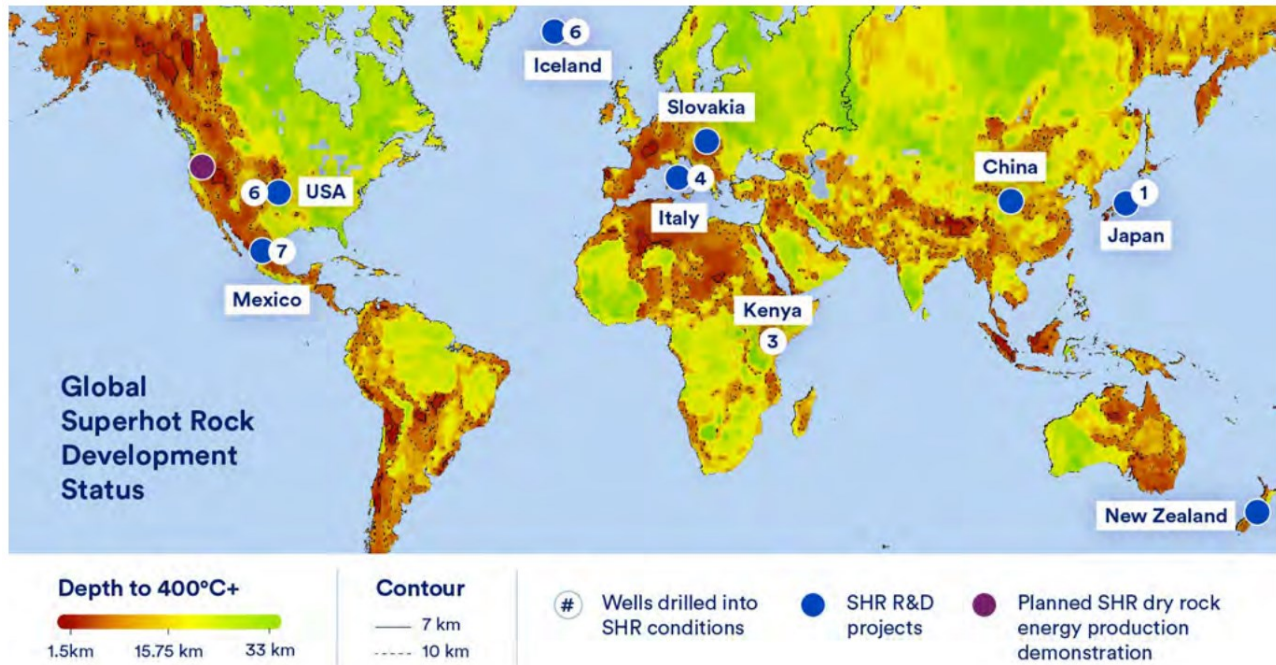 6
Iceland
Slovakia
China
6
USA
4
1
Italy
Japan
7
Mexico
Kenya
3
Global
Superhot Rock
Development
Status
New Zealand
Depth to 400°C+
1.5km 15.75 km 33 km
Contour
7 km
10 km
# Wells drilled into
SHR conditions
SHR R&D
projects
Planned SHR dry rock
energy production
demonstration